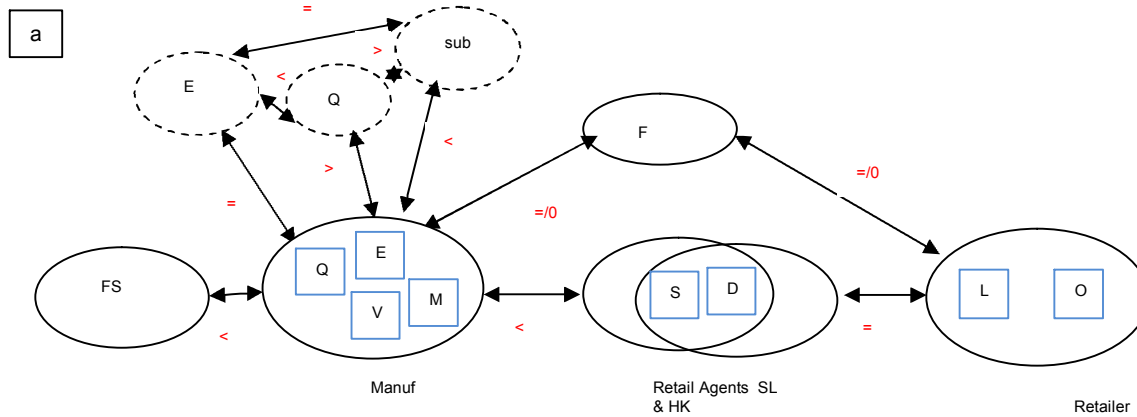 a
=
sub
>
E
<
Q
F
<
>
=/0
=
=/0
Q
E
FS
S
D
L
O
M
V
<
<
=
Manuf
Retail Agents SL
& HK
Retailer